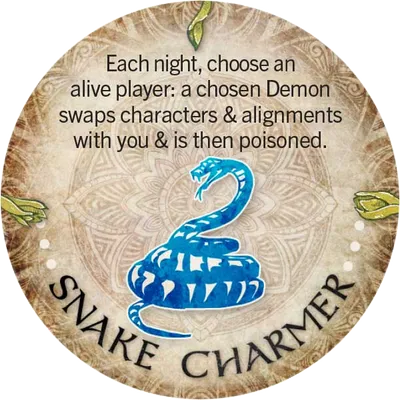 Each night, choose an
alive player: a chosen Demon
swaps characters & alignments
with you & is then poisoned.
SNAKE CHARMER